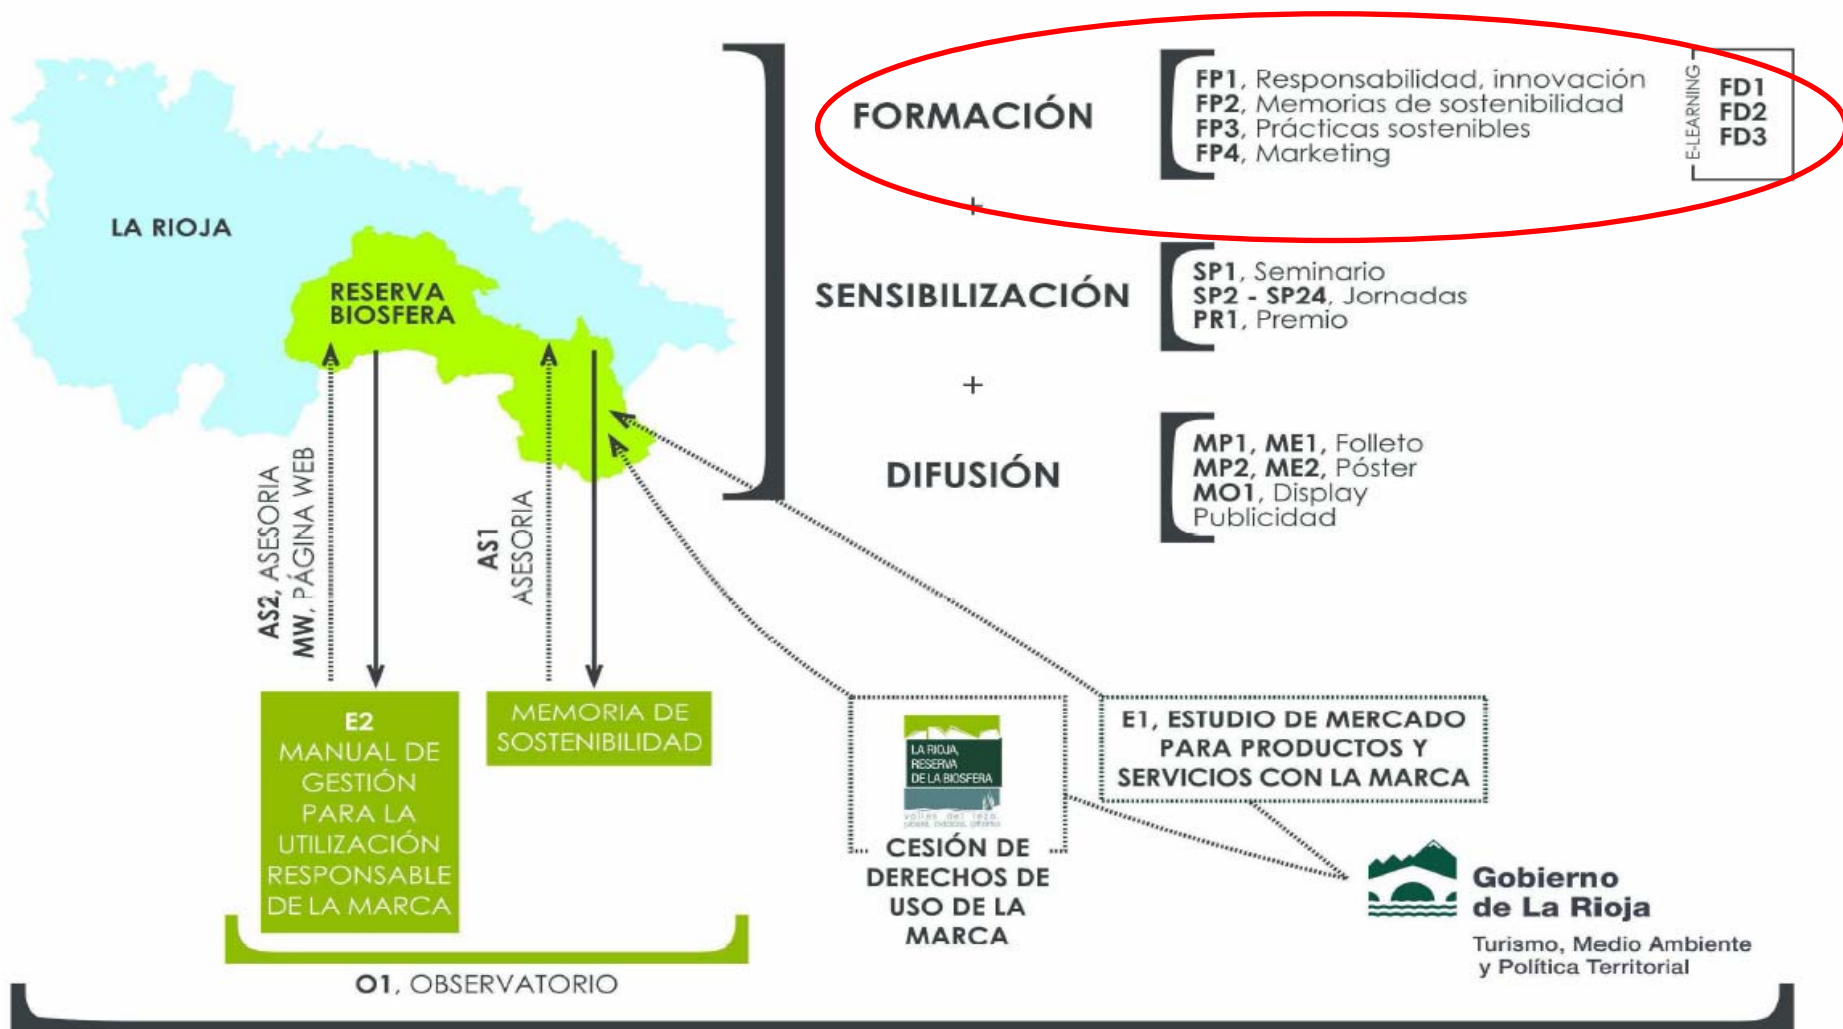 LA RIOJA
RESERVA
BIOSFERA
FORMACIÓN
FP1, Responsabilidad, innovación
FP2, Memorias de sostenibilidad
FP3, Prácticas sostenibles
FP4, Marketing
E-LEARNING
FD1
FD2
FD3
+
SENSIBILIZACIÓN
SP1, Seminario
SP2 - SP24, Jornadas
PR1, Premio
+
DIFUSIÓN
MP1, ME1, Folleto
MP2, ME2, Póster
MO1, Display
Publicidad
AS2, ASESORIA
MW, PÁGINA WEB
AS1
ASESORIA
E2
MANUAL DE
GESTIÓN
PARA LA
UTILIZACIÓN
RESPONSABLE
DE LA MARCA
MEMORIA DE
SOSTENIBILIDAD
O1, OBSERVATORIO
LA RIOJA,
RESERVA
DE LA BIOSFERA
valles del leza,
CESIÓN DE
DERECHOS DE
USO DE LA
MARCA
E1, ESTUDIO DE MERCADO
PARA PRODUCTOS Y
SERVICIOS CON LA MARCA
Gobierno
de La Rioja
Turismo, Medio Ambiente
y Política Territorial